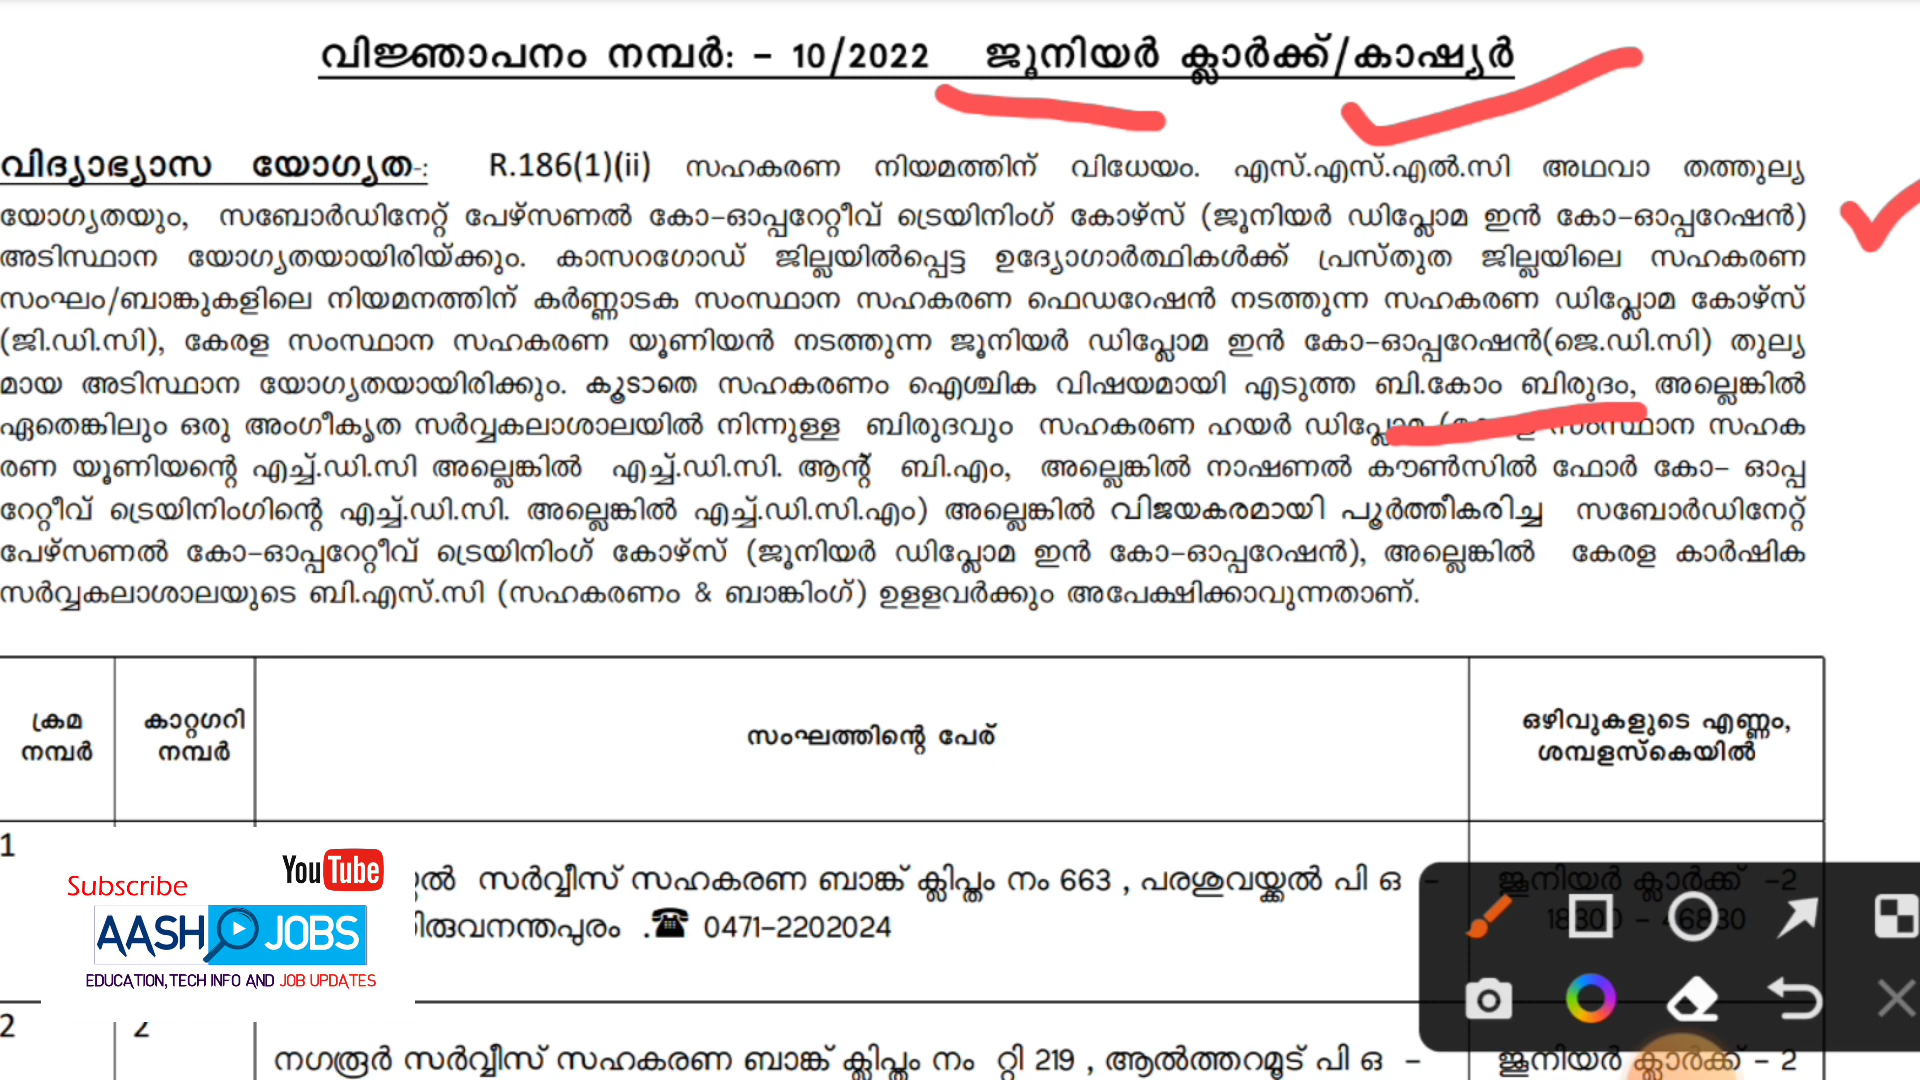 വിജ്ഞാപനം നമ്പർ: – 10/2022 ജൂനിയർ ക്ലാർക്ക്/കാഷ്യർ
വിദ്യാഭ്യാസ യോഗ്യത-: R.186(1)(ii) സഹകരണ നിയമത്തിന് വിധേയം. എസ്.എസ്.എൽ.സി അഥവാ തത്തുല്യ
യോഗ്യതയും, സബോർഡിനേറ്റ് പേഴ്സണൽ കോ–ഓപ്പറേറ്റീവ് ട്രെയിനിംഗ് കോഴ്സ് (ജൂനിയർ ഡിപ്ലോമ ഇൻ കോ–ഓപ്പറേഷൻ)
അടിസ്ഥാന യോഗ്യതയായിരിയ്ക്കും. കാസറഗോഡ് ജില്ലയിൽപ്പെട്ട ഉദ്യോഗാർത്ഥികൾക്ക് പ്രസ്തുത ജില്ലയിലെ സഹകരണ
സംഘം/ബാങ്കുകളിലെ നിയമനത്തിന് കർണ്ണാടക സംസ്ഥാന സഹകരണ ഫെഡറേഷൻ നടത്തുന്ന സഹകരണ ഡിപ്ലോമ കോഴ്സ്
(ജി.ഡി.സി), കേരള സംസ്ഥാന സഹകരണ യൂണിയൻ നടത്തുന്ന ജൂനിയർ ഡിപ്ലോമ ഇൻ കോ–ഓപ്പറേഷൻ(ജെ.ഡി.സി) തുല്യ
മായ അടിസ്ഥാന യോഗ്യതയായിരിക്കും. കൂടാതെ സഹകരണം ഐശ്ചിക വിഷയമായി എടുത്ത ബി.കോം ബിരുദം, അല്ലെങ്കിൽ
ഏതെങ്കിലും ഒരു അംഗീകൃത സർവ്വകലാശാലയിൽ നിന്നുള്ള ബിരുദവും സഹകരണ ഹയർ ഡിപ്ലോമ (കേരള സംസ്ഥാന സഹക
രണ യൂണിയന്റെ എച്ച്.ഡി.സി അല്ലെങ്കിൽ എച്ച്.ഡി.സി. ആന്റ് ബി.എം, അല്ലെങ്കിൽ നാഷണൽ കൗൺസിൽ ഫോർ കോ– ഓപ്പ
റേറ്റീവ് ട്രെയിനിംഗിന്റെ എച്ച്.ഡി.സി. അല്ലെങ്കിൽ എച്ച്.ഡി.സി.എം) അല്ലെങ്കിൽ വിജയകരമായി പൂർത്തീകരിച്ച സബോർഡിനേറ്റ്
പേഴ്സണൽ കോ–ഓപ്പറേറ്റീവ് ട്രെയിനിംഗ് കോഴ്സ് (ജൂനിയർ ഡിപ്ലോമ ഇൻ കോ–ഓപ്പറേഷൻ), അല്ലെങ്കിൽ കേരള കാർഷിക
സർവ്വകലാശാലയുടെ ബി.എസ്.സി (സഹകരണം & ബാങ്കിംഗ്) ഉളളവർക്കും അപേക്ഷിക്കാവുന്നതാണ്.
ക്രമ നമ്പർ
കാറ്റഗറി നമ്പർ
സംഘത്തിന്റെ പേര്
ഒഴിവുകളുടെ എണ്ണം,
ശമ്പളസ്കെയിൽ
1
സർവ്വീസ് സഹകരണ ബാങ്ക് ക്ലിപ്തം നം 663 , പരശുവയ്ക്കൽ പി ഒ –
0471–2202024
ജൂനിയർ ക്ലാർക്ക് –2
18300 – 46830
Subscribe
YouTube
AASH JOBS
EDUCATION,TECH INFO AND JOB UPDATES
2 2
നഗരൂർ സർവ്വീസ് സഹകരണ ബാങ്ക് ക്ലിപ്തം നം റ്റി 219 , ആൽത്തറമൂട് പി ഒ –
ജൂനിയർ ക്ലാർക്ക് – 2